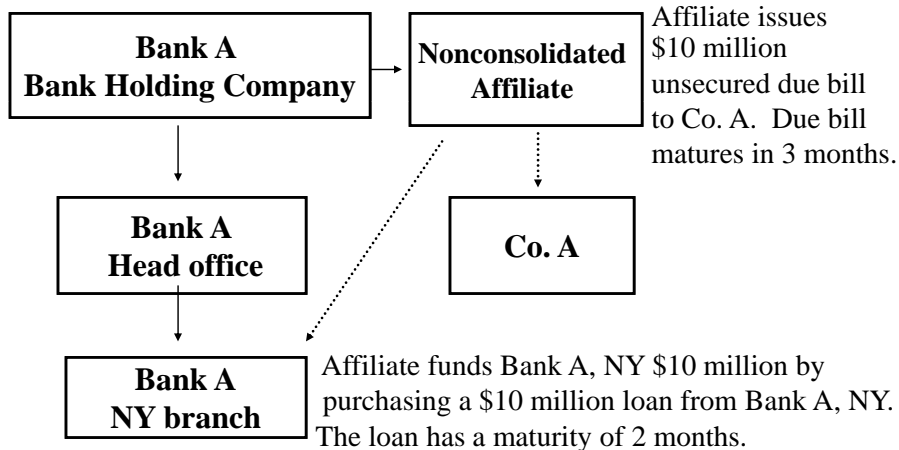 Bank A
Bank Holding Company
Nonconsolidated
Affiliate
Affiliate issues
$10 million
unsecured due bill
to Co. A. Due bill
matures in 3 months.
Bank A
Head office
Co. A
Bank A
NY branch
Affiliate funds Bank A, NY $10 million by
purchasing a $10 million loan from Bank A, NY.
The loan has a maturity of 2 months.